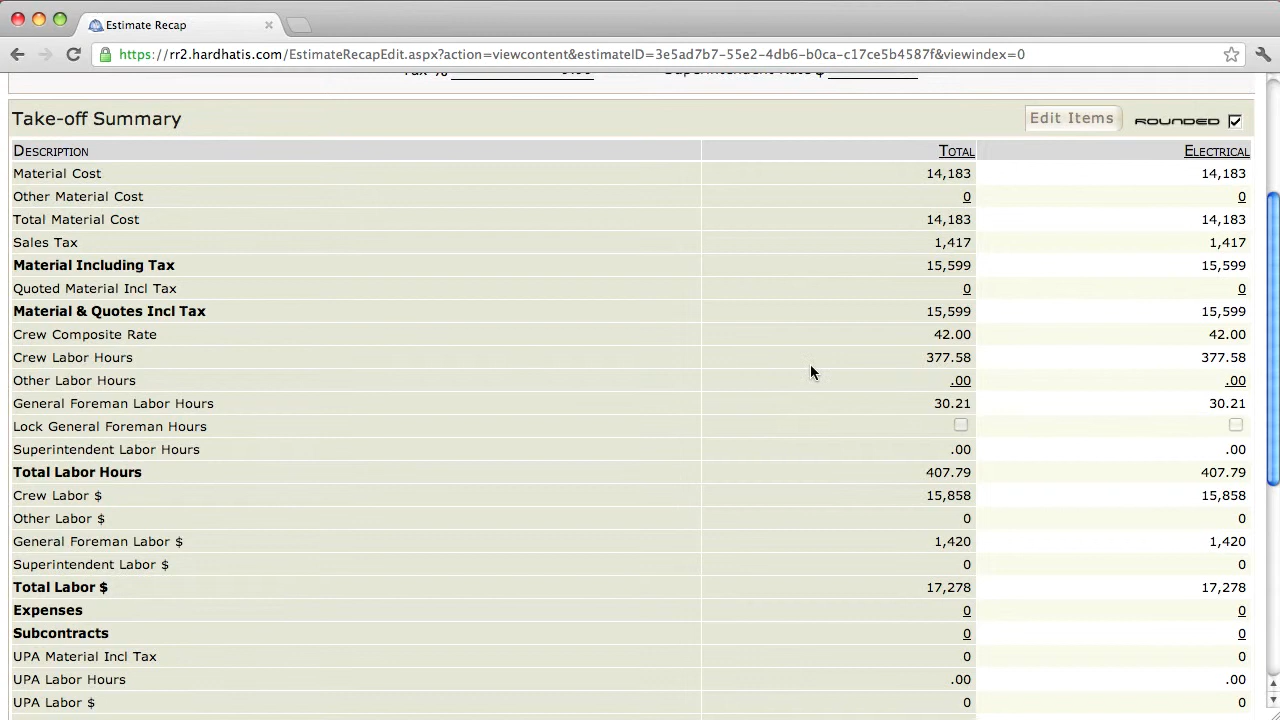 Estimate Recap
https://rr2.hardhatis.com/EstimateRecapEdit.aspx?action=viewcontent&estimateID=3e5ad7b7-55e2-4db6-b0ca-c17ce5b4587f&viewindex=0
Take-off Summary Edit Items ROUNDED
DESCRIPTION TOTAL ELECTRICAL
Material Cost 14,183 14,183
Other Material Cost 0 0
Total Material Cost 14,183 14,183
Sales Tax 1,417 1,417
Material Including Tax 15,599 15,599
Quoted Material Incl Tax 0 0
Material & Quotes Incl Tax 15,599 15,599
Crew Composite Rate 42.00 42.00
Crew Labor Hours 377.58 377.58
Other Labor Hours .00 .00
General Foreman Labor Hours 30.21 30.21
Lock General Foreman Hours
Superintendent Labor Hours .00 .00
Total Labor Hours 407.79 407.79
Crew Labor $ 15,858 15,858
Other Labor $ 0 0
General Foreman Labor $ 1,420 1,420
Superintendent Labor $ 0 0
Total Labor $ 17,278 17,278
Expenses 0 0
Subcontracts 0 0
UPA Material Incl Tax 0 0
UPA Labor Hours .00 .00
UPA Labor $ 0 0